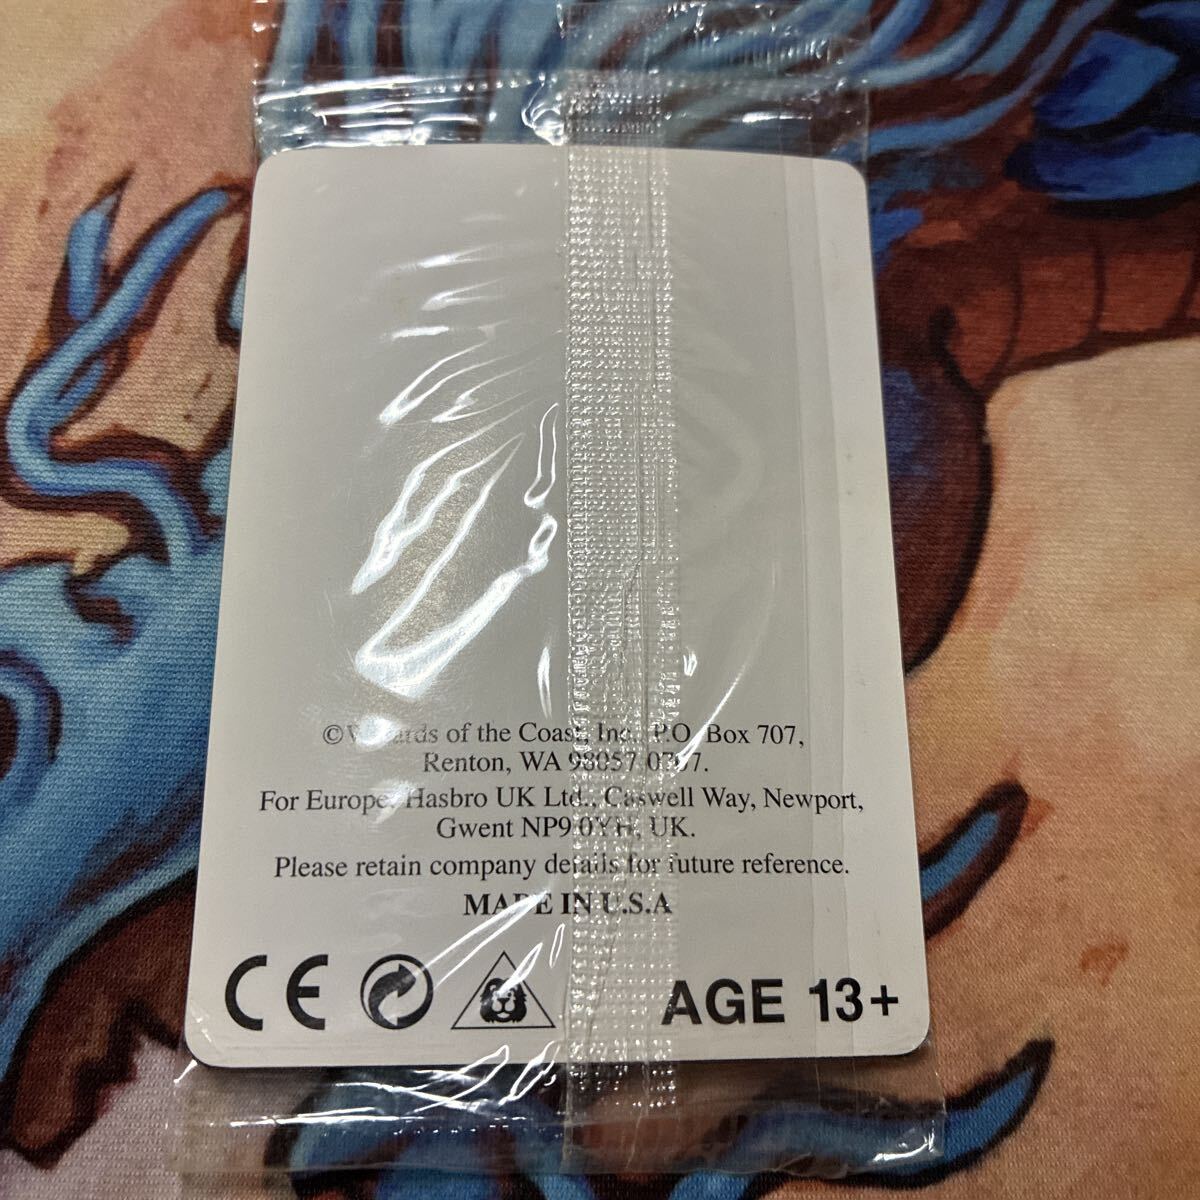 ©Wizards of the Coast, Inc., P.O. Box 707,
Renton, WA 98057-0707.
For Europe, Hasbro UK Ltd., Caswell Way, Newport,
Gwent NP9 0YH, UK.
Please retain company details for future reference.
MADE IN U.S.A
CE AGE 13+